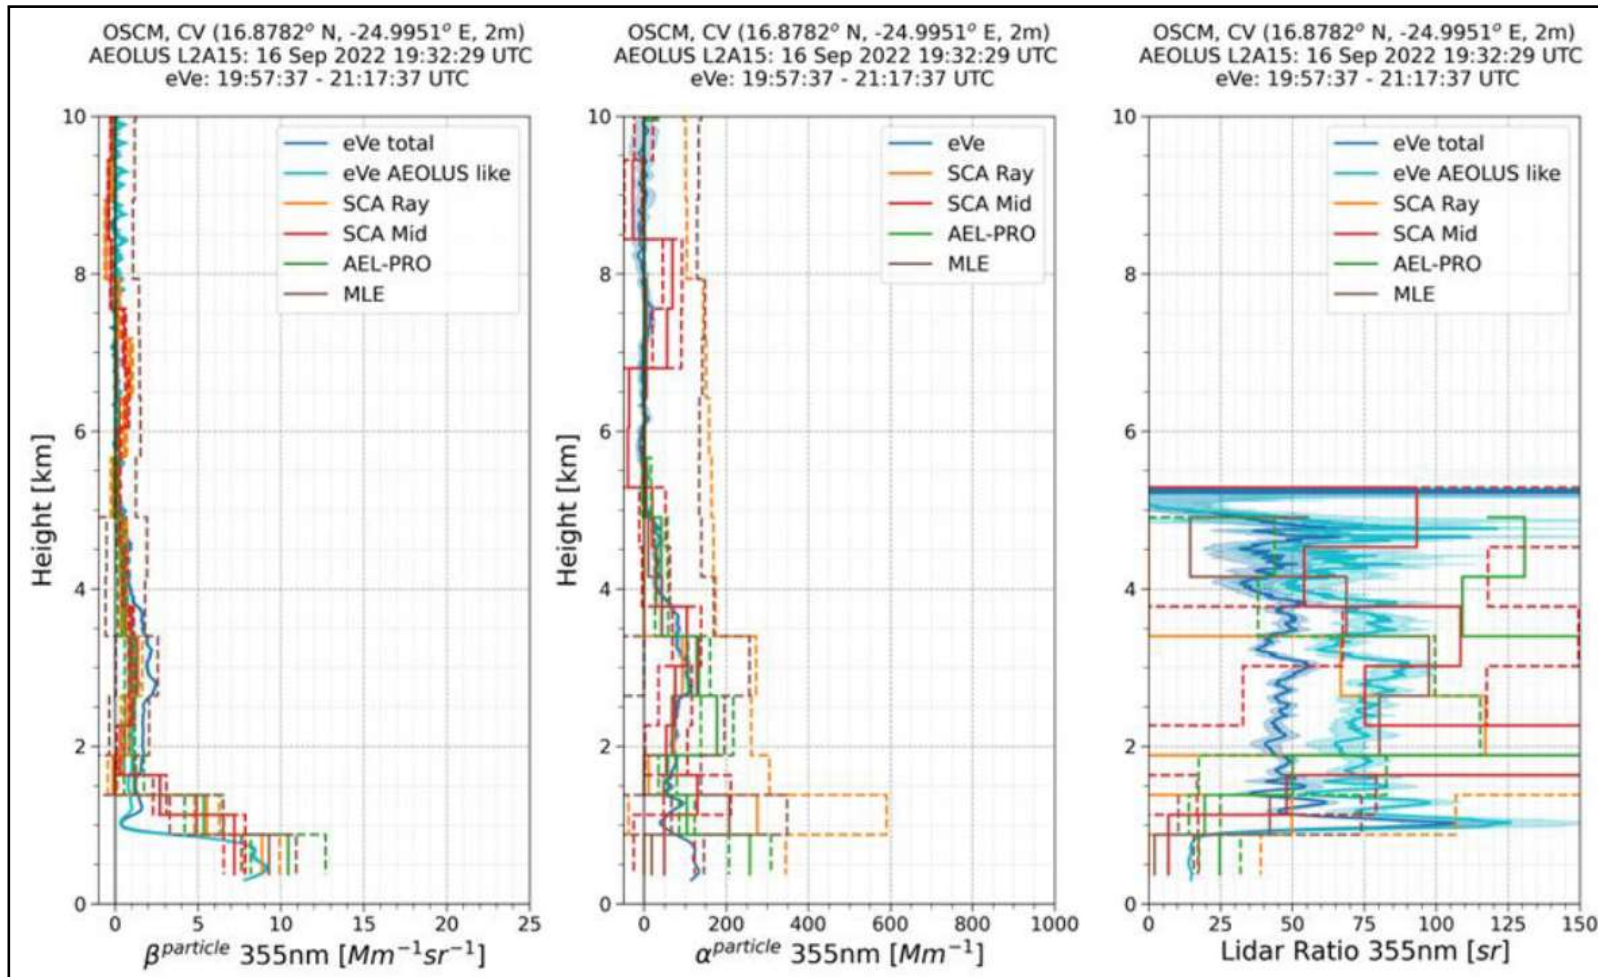 OSCM, CV (16.8782° N, -24.9951° E, 2m)
AEOLUS L2A15: 16 Sep 2022 19:32:29 UTC
eVe: 19:57:37 - 21:17:37 UTC
10
8
6
4
2
0
Height [km]
eVe total
eVe AEOLUS like
SCA Ray
SCA Mid
AEL-PRO
MLE
0 5 10 15 20 25
β^particle 355nm [Mm⁻¹sr⁻¹]
OSCM, CV (16.8782° N, -24.9951° E, 2m)
AEOLUS L2A15: 16 Sep 2022 19:32:29 UTC
eVe: 19:57:37 - 21:17:37 UTC
10
8
6
4
2
0
Height [km]
eVe
SCA Ray
SCA Mid
AEL-PRO
MLE
0 200 400 600 800 1000
α^particle 355nm [Mm⁻¹]
OSCM, CV (16.8782° N, -24.9951° E, 2m)
AEOLUS L2A15: 16 Sep 2022 19:32:29 UTC
eVe: 19:57:37 - 21:17:37 UTC
10
8
6
4
2
0
eVe total
eVe AEOLUS like
SCA Ray
SCA Mid
AEL-PRO
MLE
0 25 50 75 100 125 150
Lidar Ratio 355nm [sr]